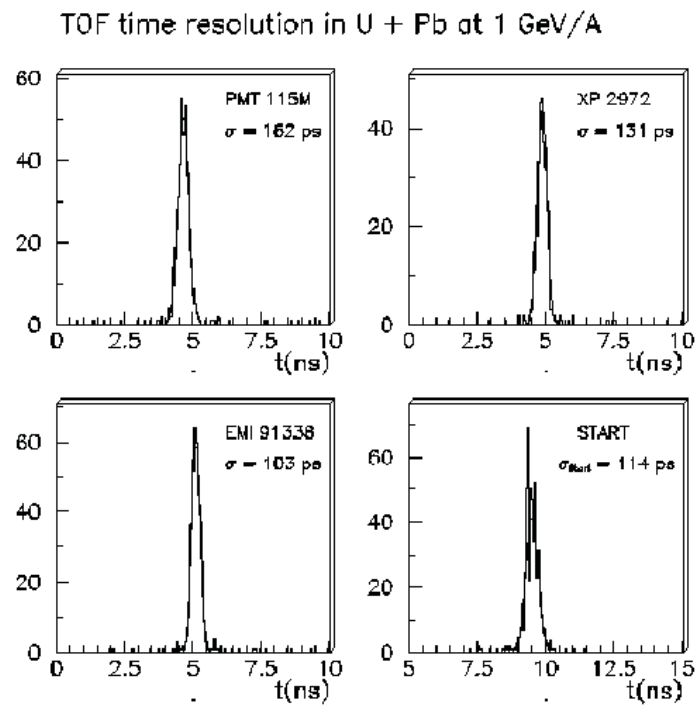 TOF time resolution in U + Pb at 1 GeV/A
PMT 115M
σ = 162 ps
60
40
20
0
0 2.5 5 7.5 10
t(ns)
XP 2972
σ = 131 ps
40
20
0
0 2.5 5 7.5 10
t(ns)
EMI 9133B
σ = 103 ps
60
40
20
0
0 2.5 5 7.5 10
t(ns)
START
σstart = 114 ps
60
40
20
0
5 7.5 10 12.5 15
t(ns)